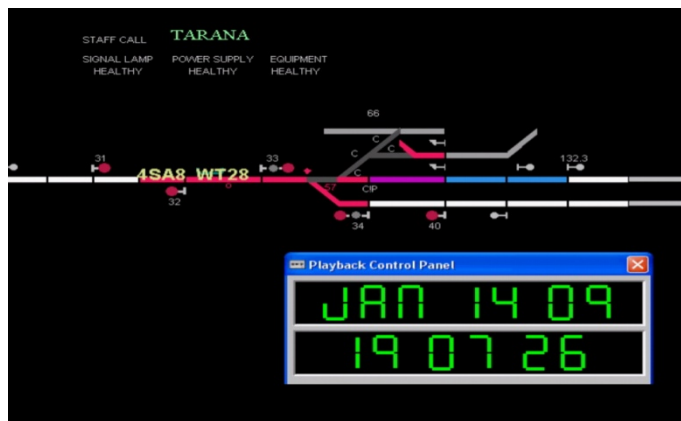 STAFF CALL TARANA
SIGNAL LAMP HEALTHY
POWER SUPPLY HEALTHY
EQUIPMENT HEALTHY
66
C
C
C
31
33
132.3
4SA8 WT28
C
57
C/P
32
34
40
Playback Control Panel
JAN 14 09
19 07 26